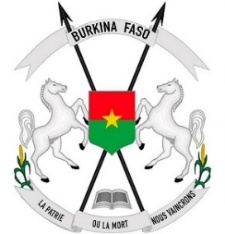 BURKINA FASO
LA PATRIE OU LA MORT NOUS VAINCRONS